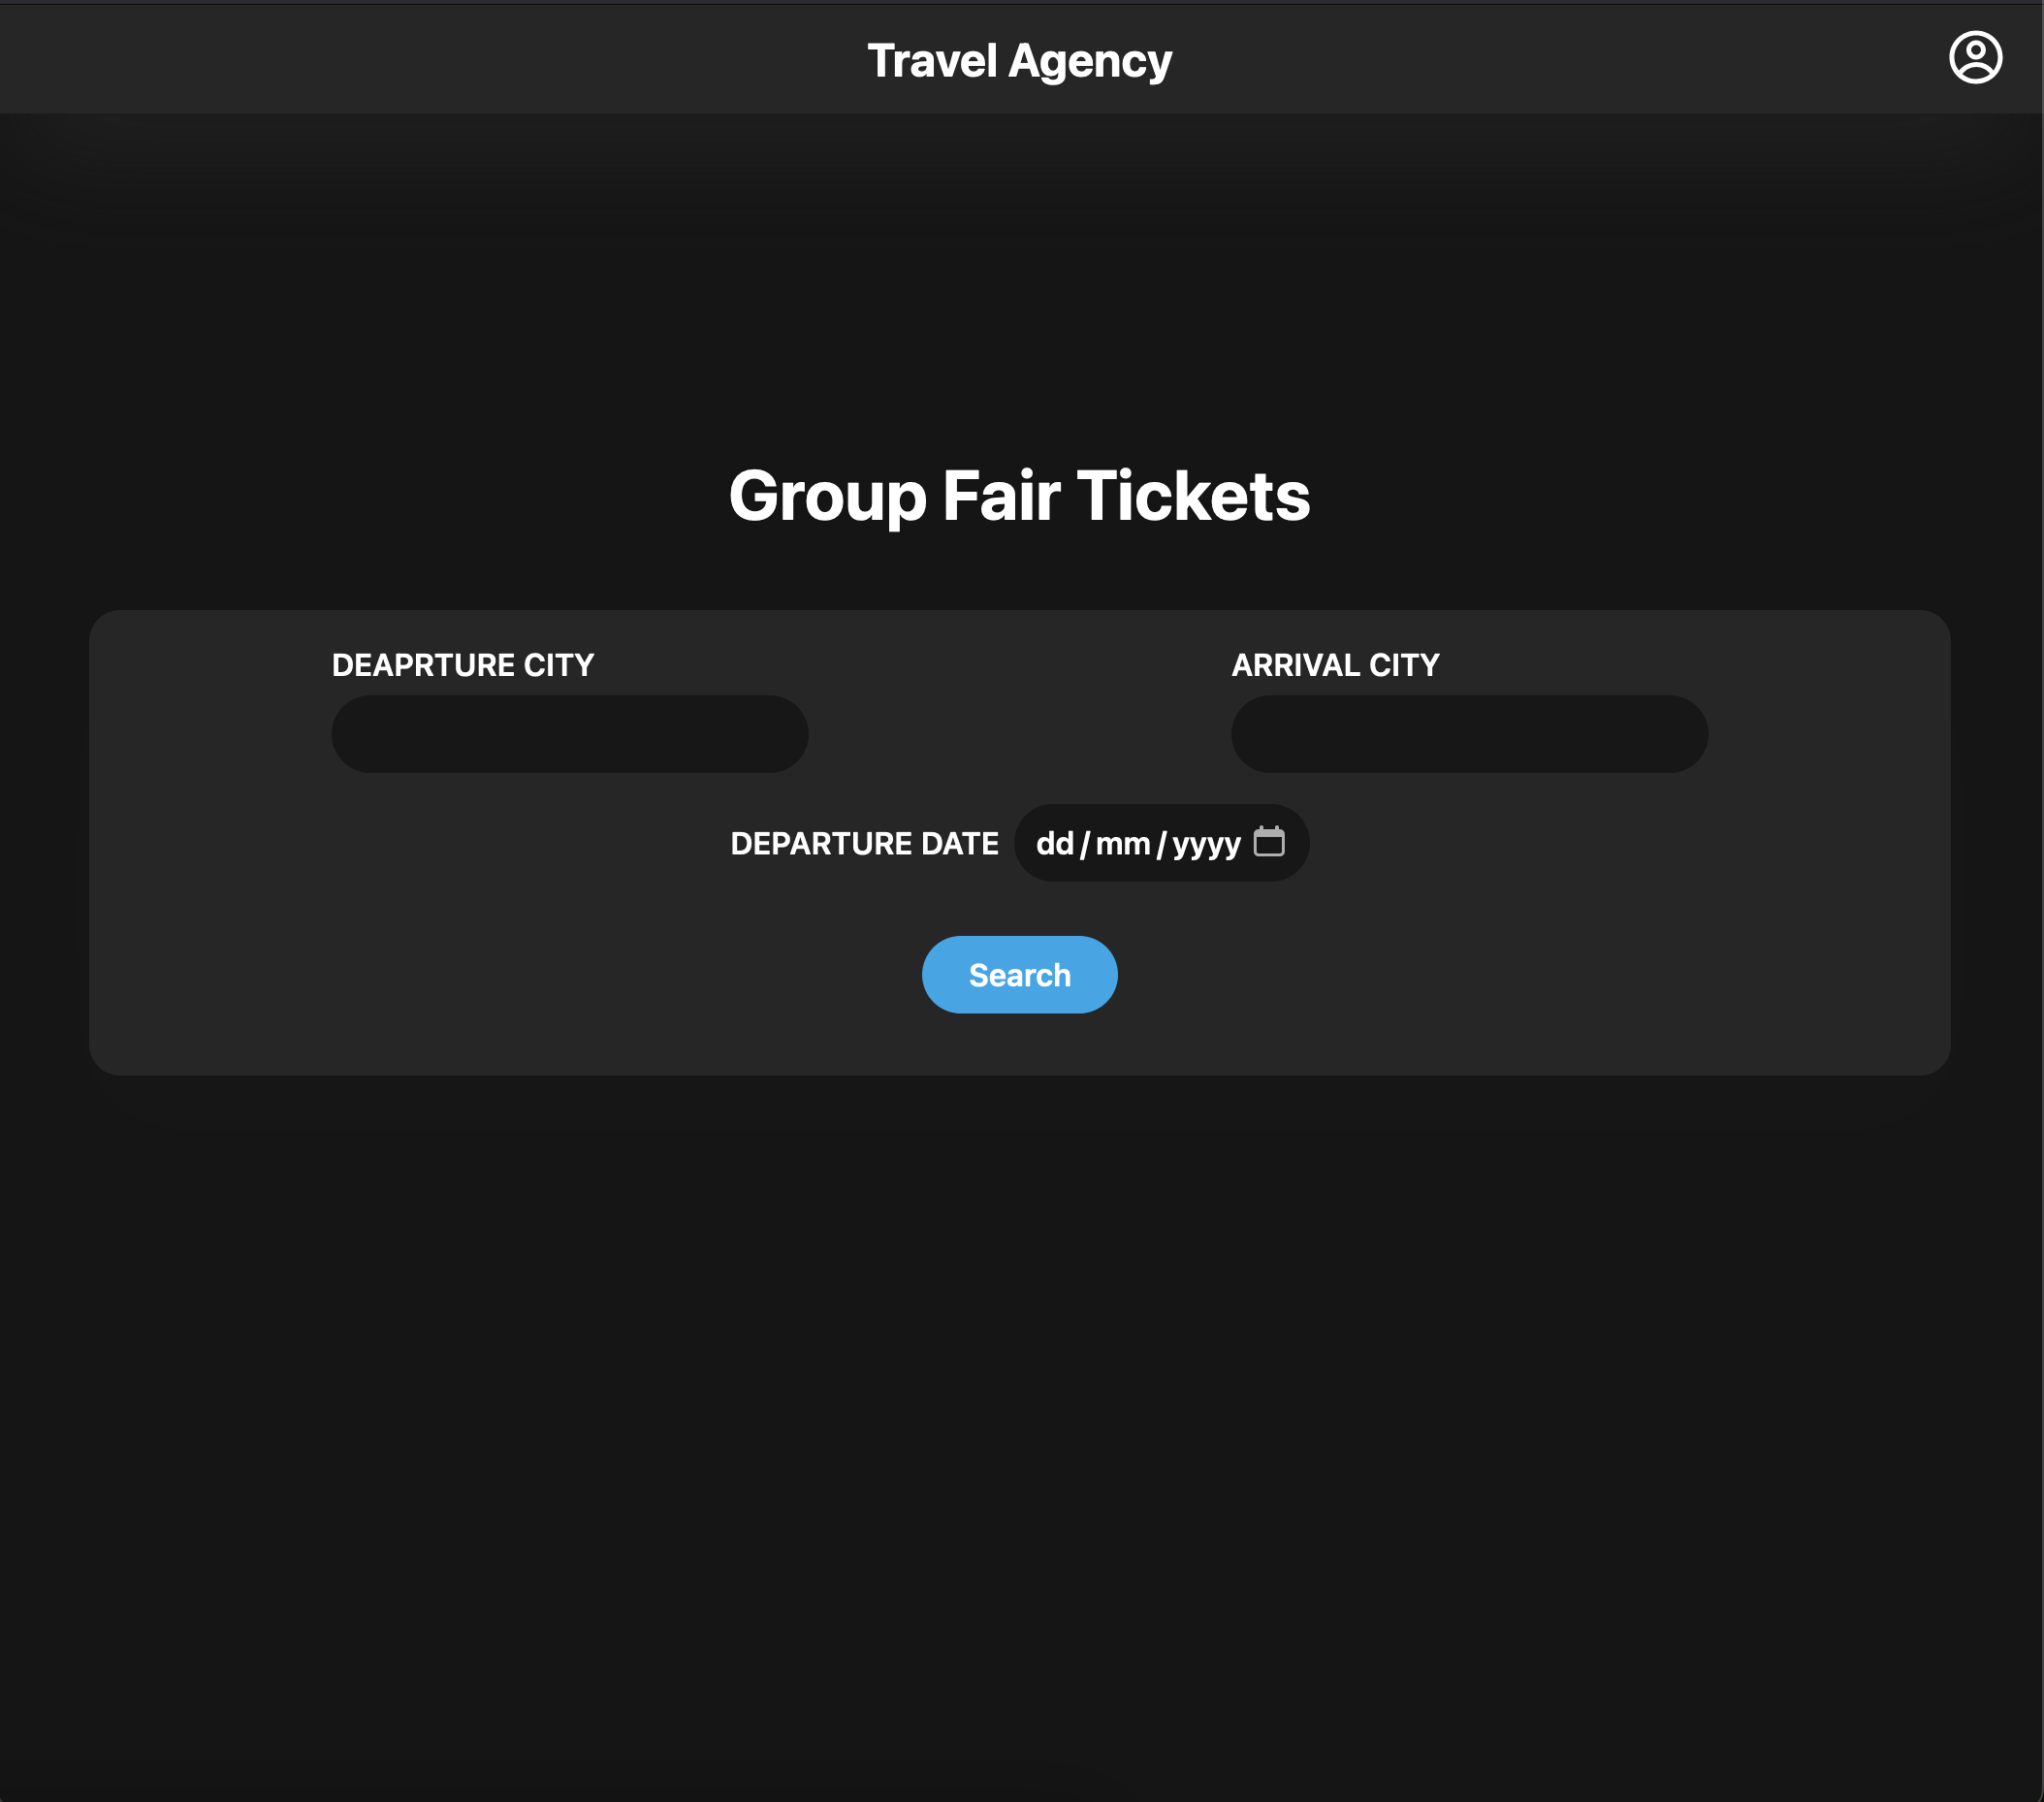 Travel Agency
Group Fair Tickets
DEAPRTURE CITY
ARRIVAL CITY
DEPARTURE DATE dd/mm/yyyy
Search